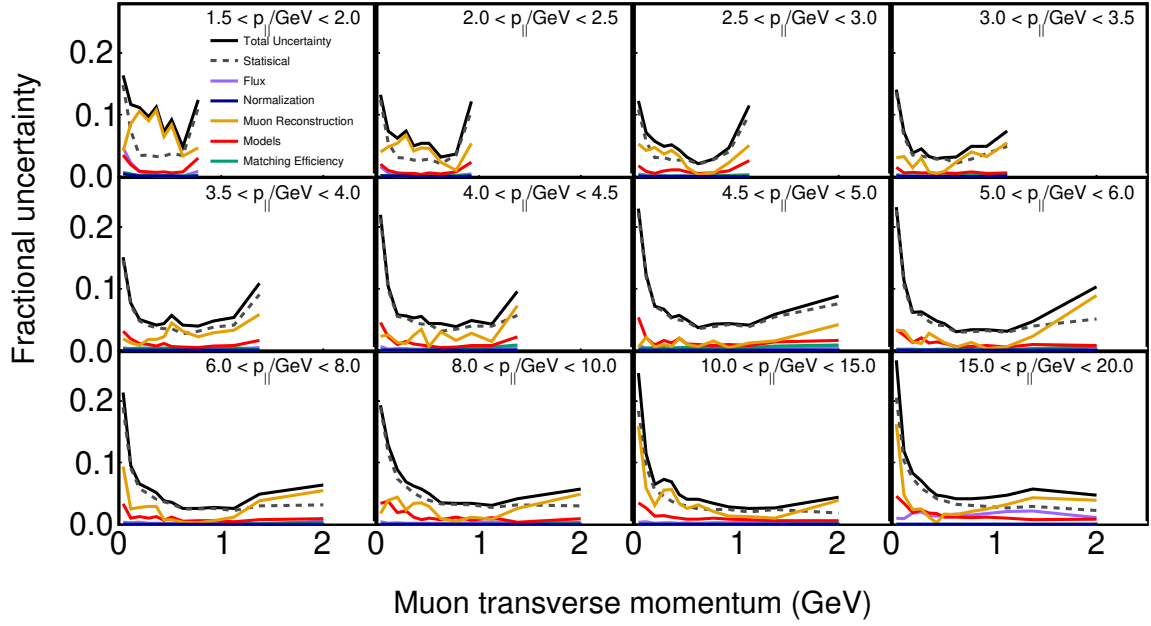 1.5 < p||/GeV < 2.0
2.0 < p||/GeV < 2.5
2.5 < p||/GeV < 3.0
3.0 < p||/GeV < 3.5
Total Uncertainty
Statisical
Flux
Normalization
Muon Reconstruction
Models
Matching Efficiency
0.2
0.1
0.0
3.5 < p||/GeV < 4.0
4.0 < p||/GeV < 4.5
4.5 < p||/GeV < 5.0
5.0 < p||/GeV < 6.0
0.2
0.1
0.0
6.0 < p||/GeV < 8.0
8.0 < p||/GeV < 10.0
10.0 < p||/GeV < 15.0
15.0 < p||/GeV < 20.0
0.2
0.1
0.0
0 1 2 0 1 2 0 1 2 0 1 2
Fractional uncertainty
Muon transverse momentum (GeV)